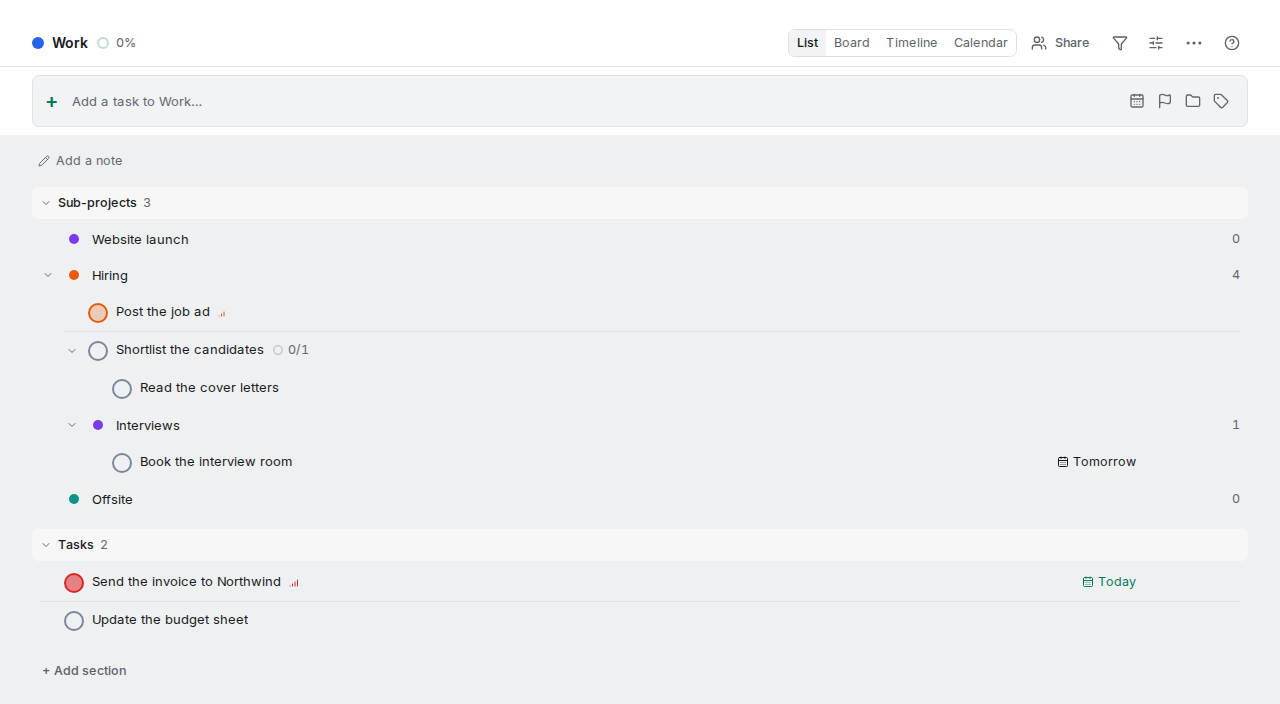 Work 0% List Board Timeline Calendar Share
+ Add a task to Work...
Add a note
Sub-projects 3
Website launch 0
Hiring 4
Post the job ad
Shortlist the candidates 0/1
Read the cover letters
Interviews 1
Book the interview room Tomorrow
Offsite 0
Tasks 2
Send the invoice to Northwind Today
Update the budget sheet
+ Add section